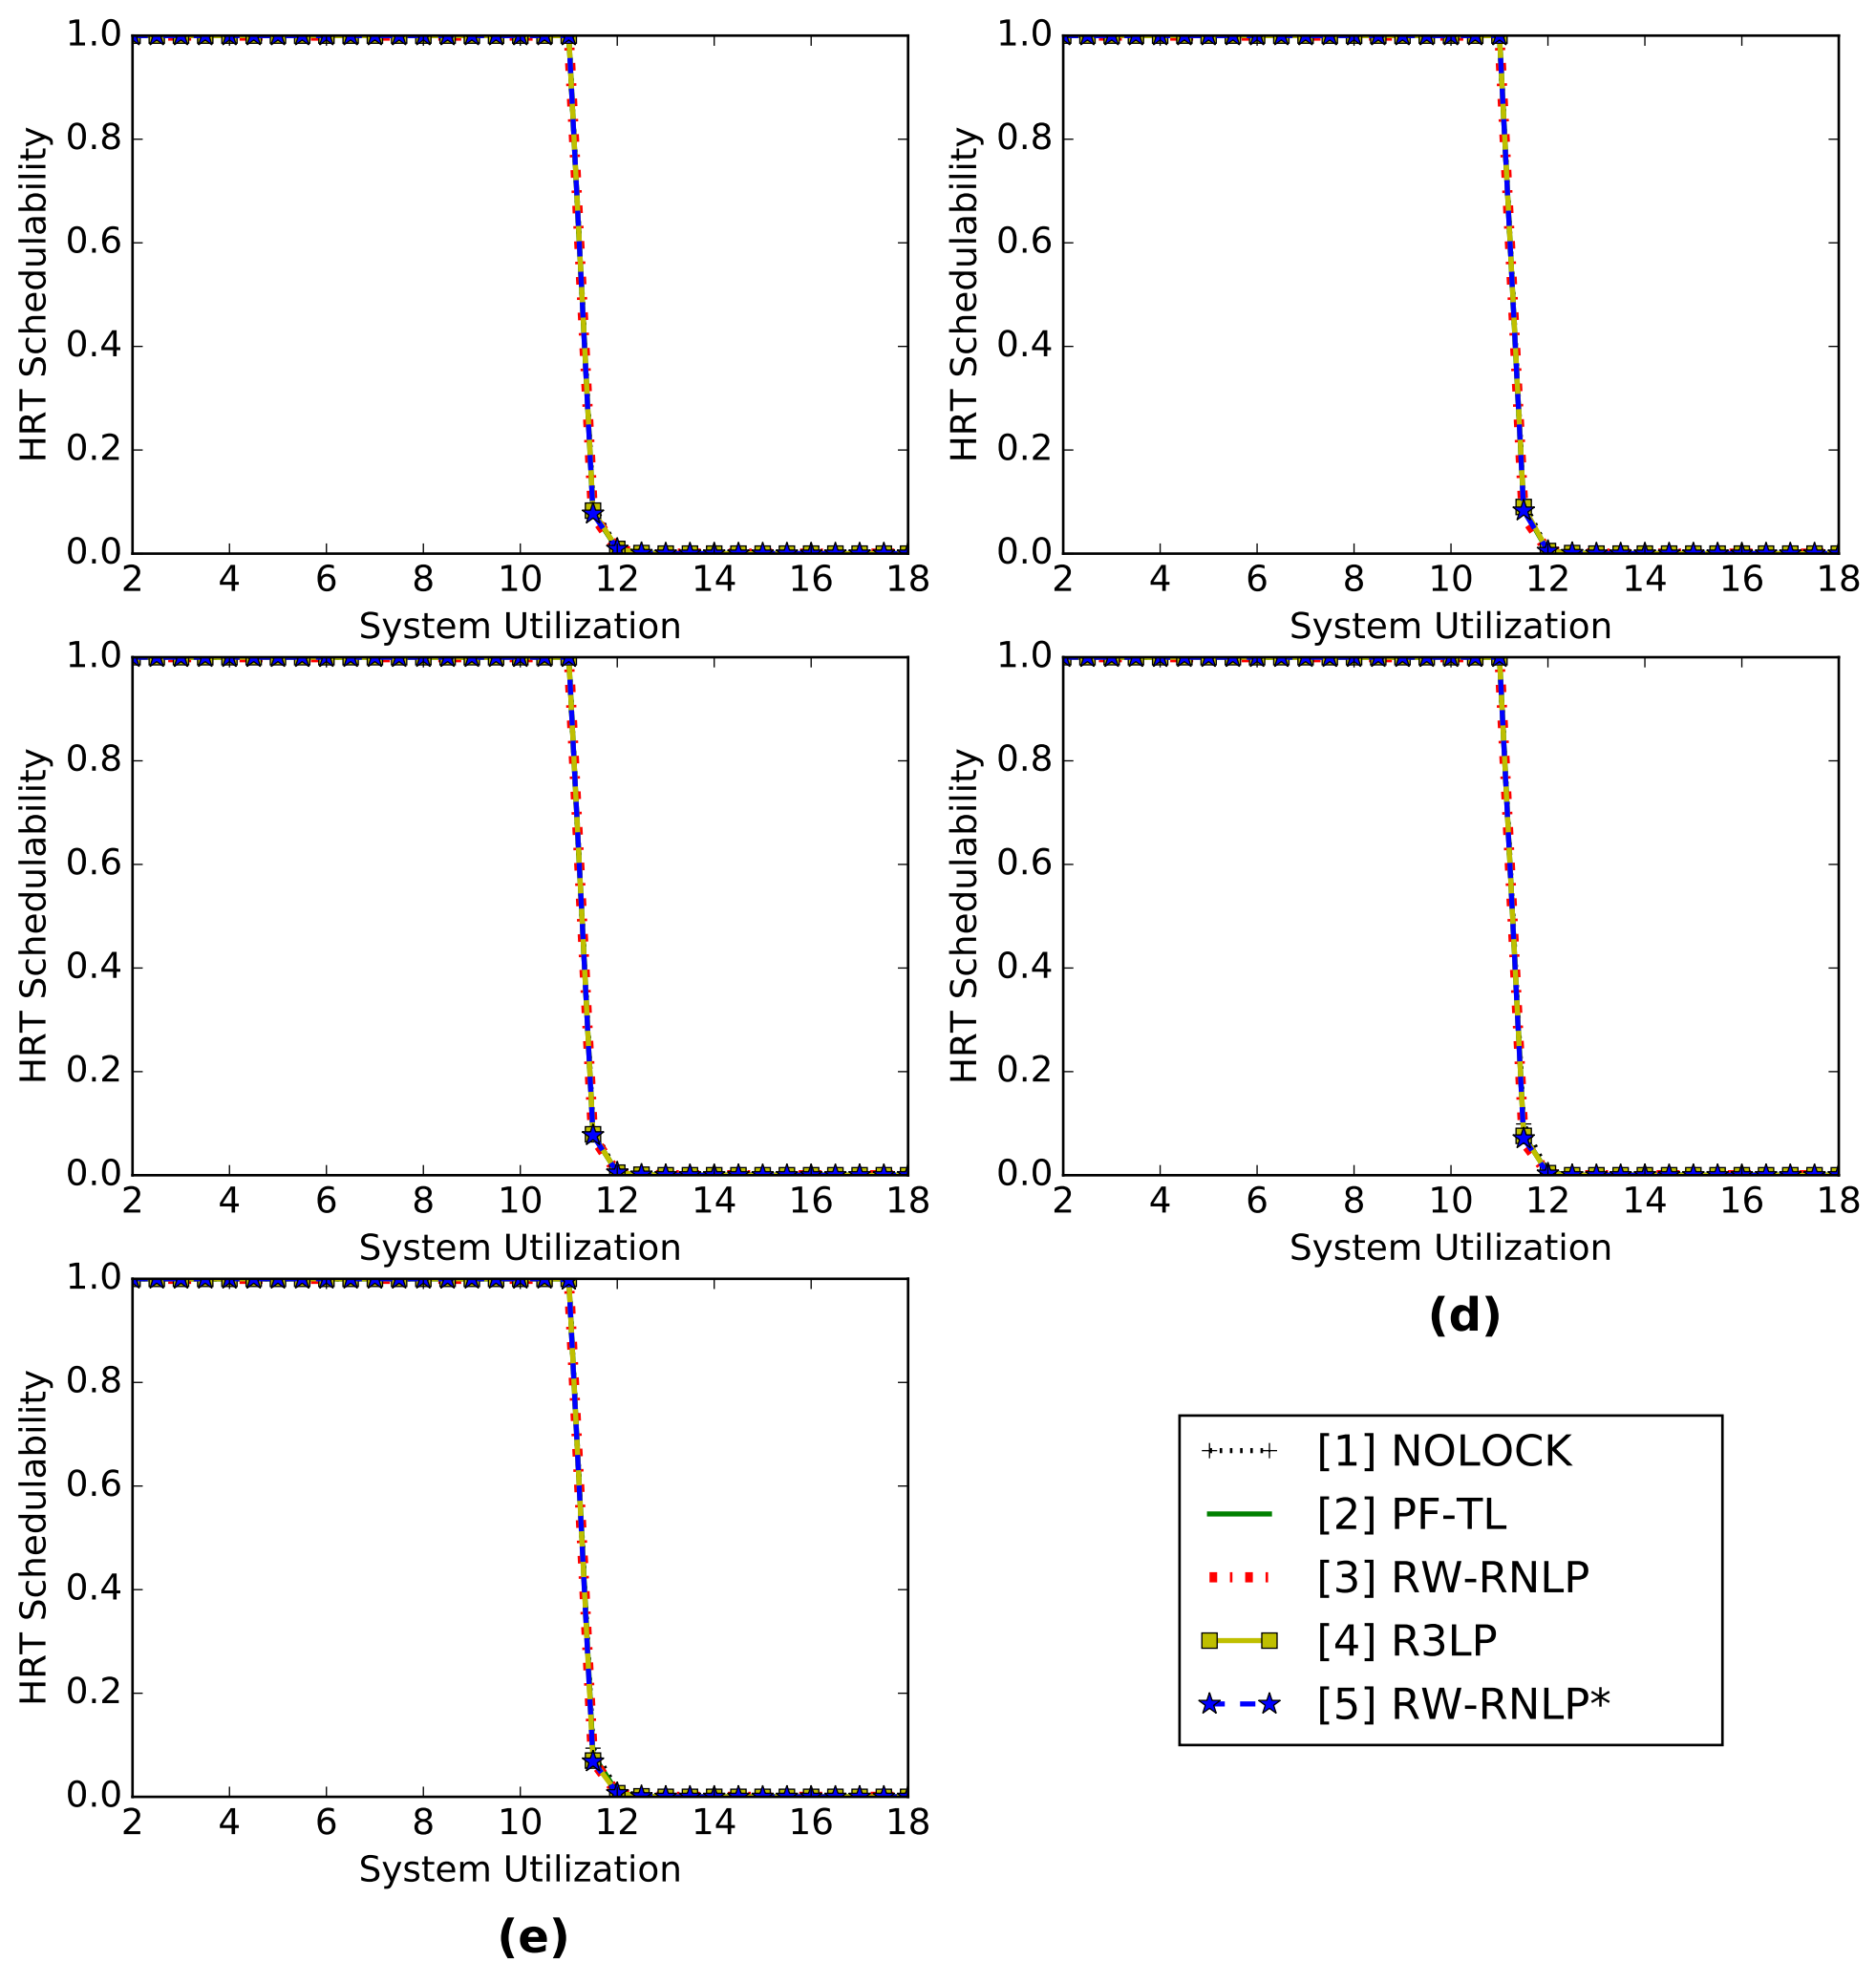 1.0
0.8
0.6
0.4
0.2
0.0
HRT Schedulability
2 4 6 8 10 12 14 16 18
System Utilization
1.0
0.8
0.6
0.4
0.2
0.0
HRT Schedulability
2 4 6 8 10 12 14 16 18
System Utilization
1.0
0.8
0.6
0.4
0.2
0.0
HRT Schedulability
2 4 6 8 10 12 14 16 18
System Utilization
1.0
0.8
0.6
0.4
0.2
0.0
HRT Schedulability
2 4 6 8 10 12 14 16 18
System Utilization
(d)
1.0
0.8
0.6
0.4
0.2
0.0
HRT Schedulability
2 4 6 8 10 12 14 16 18
System Utilization
(e)
[1] NOLOCK
[2] PF-TL
[3] RW-RNLP
[4] R3LP
[5] RW-RNLP*